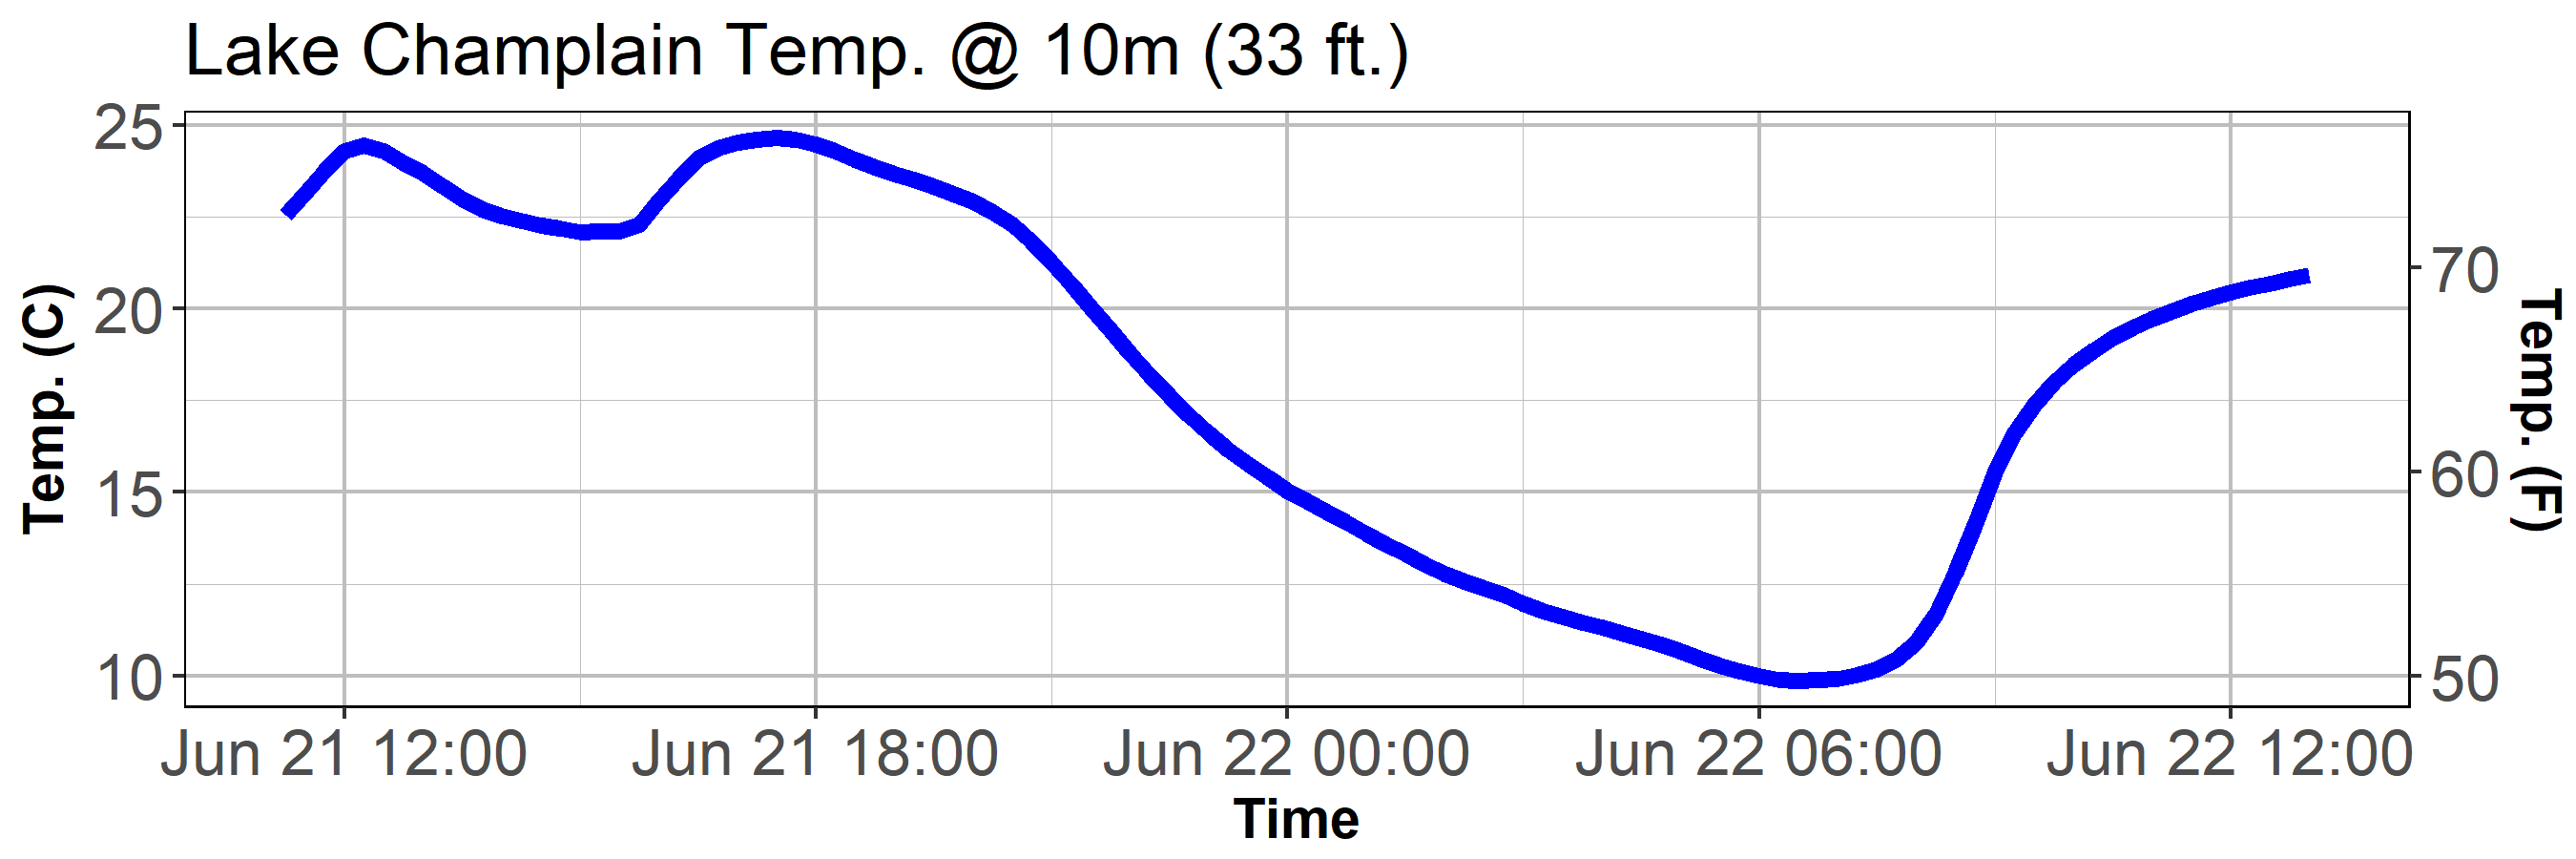 Lake Champlain Temp. @ 10m (33 ft.)
Temp. (C)
25
20
15
10
70
60
50
Temp. (F)
Jun 21 12:00 Jun 21 18:00 Jun 22 00:00 Jun 22 06:00 Jun 22 12:00
Time